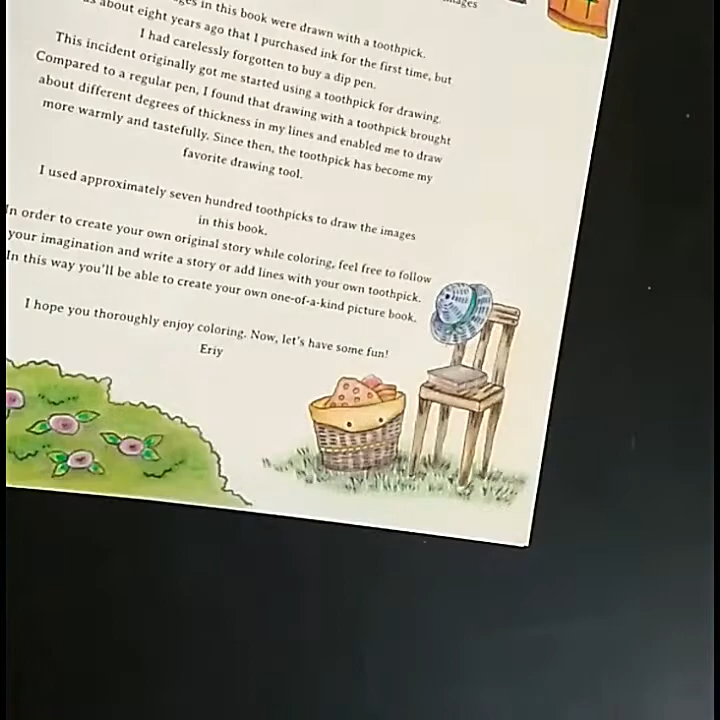 images
in this book were drawn with a toothpick.
about eight years ago that I purchased ink for the first time, but
I had carelessly forgotten to buy a dip pen.
This incident originally got me started using a toothpick for drawing.
Compared to a regular pen, I found that drawing with a toothpick brought
about different degrees of thickness in my lines and enabled me to draw
more warmly and tastefully. Since then, the toothpick has become my
favorite drawing tool.
I used approximately seven hundred toothpicks to draw the images
in this book.
In order to create your own original story while coloring, feel free to follow
your imagination and write a story or add lines with your own toothpick.
In this way you'll be able to create your own one-of-a-kind picture book.
I hope you thoroughly enjoy coloring. Now, let's have some fun!
Eriy